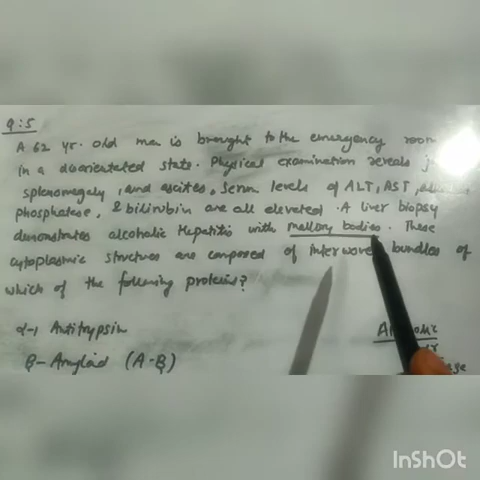 Q:5
A 62 yr. old man is brought to the emergency room
in a disorientated state. Physical examination reveals
splenomegaly, and ascites, Serum levels of ALT, AST,
phosphatase, & bilirubin are all elevated. A liver biopsy
demonstrates alcoholic Hepatitis with mallory bodies. These
cytoplasmic structures are composed of interwoven bundles of
which of the following proteins?
α-1 Antitrypsin
β-Amyloid (A-β)
InShOt